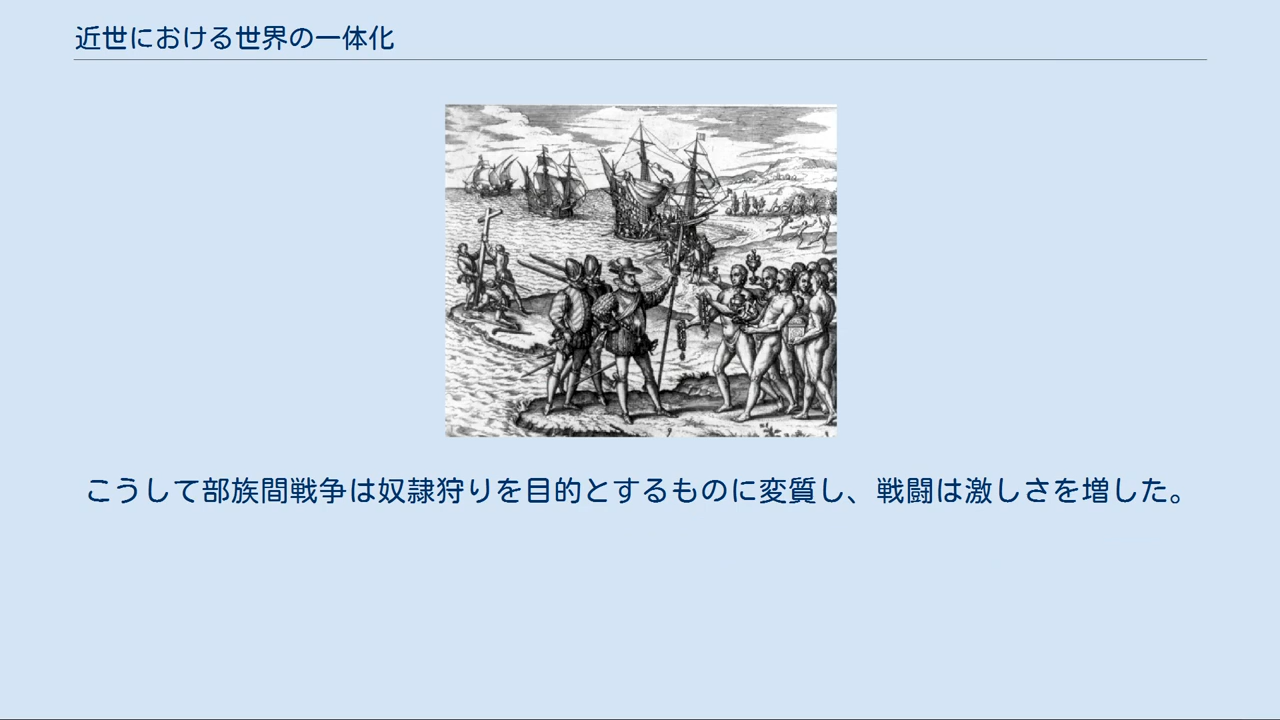 近世における世界の一体化
こうして部族間戦争は奴隷狩りを目的とするものに変質し、戦闘は激しさを増した。